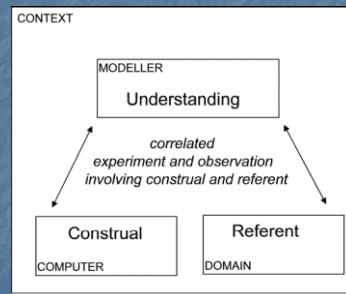 CONTEXT
MODELLER
Understanding
correlated
experiment and observation
involving construal and referent
Construal
COMPUTER
Referent
DOMAIN